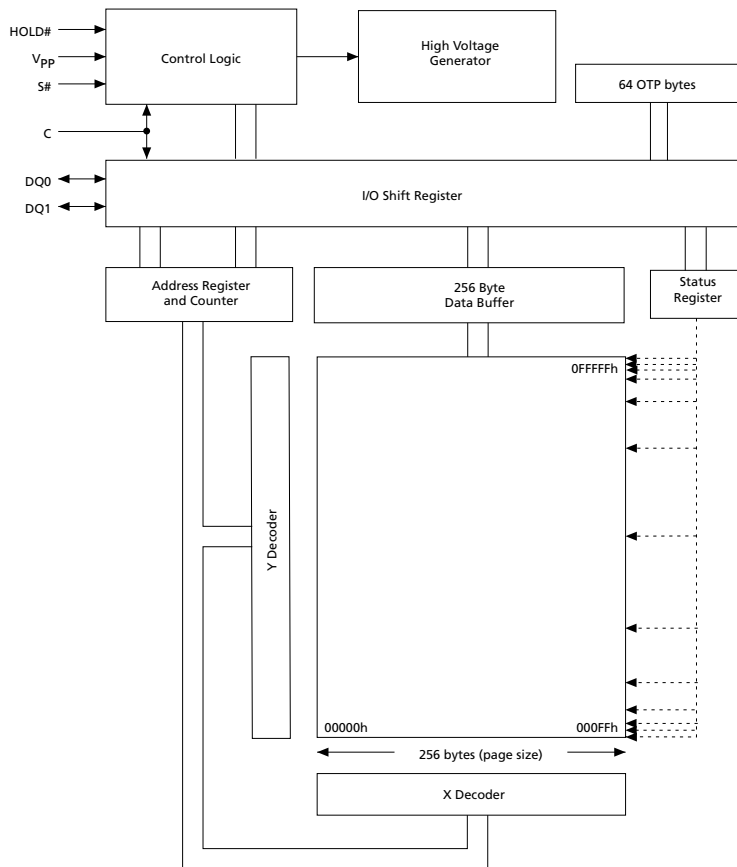 HOLD#
VPP
S#
C
DQ0
DQ1
Control Logic
High Voltage
Generator
64 OTP bytes
I/O Shift Register
Address Register
and Counter
256 Byte
Data Buffer
Status
Register
0FFFFFh
Y Decoder
00000h
000FFh
256 bytes (page size)
X Decoder